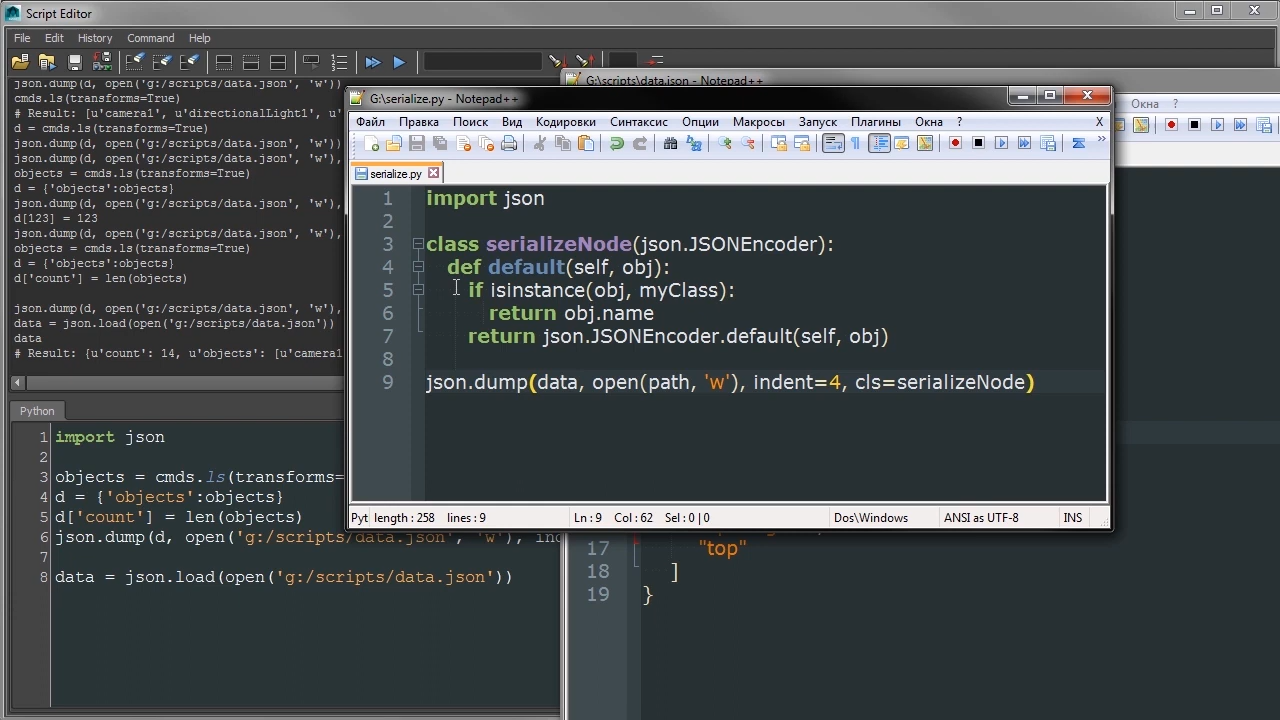 Script Editor
File Edit History Command Help
json.dump(d, open('g:/scripts/data.json', 'w'))
cmds.ls(transforms=True)
# Result: [u'camera1', u'directionalLight1', u'
d = cmds.ls(transforms=True)
json.dump(d, open('g:/scripts/data.json', 'w'))
json.dump(d, open('g:/scripts/data.json', 'w'),
objects = cmds.ls(transforms=True)
d = {'objects':objects}
json.dump(d, open('g:/scripts/data.json', 'w'),
d[123] = 123
json.dump(d, open('g:/scripts/data.json', 'w'),
objects = cmds.ls(transforms=True)
d = {'objects':objects}
d['count'] = len(objects)
json.dump(d, open('g:/scripts/data.json', 'w'),
data = json.load(open('g:/scripts/data.json'))
data
# Result: {u'count': 14, u'objects': [u'camera1
Python
1 import json
2
3 objects = cmds.ls(transforms=
4 d = {'objects':objects}
5 d['count'] = len(objects)
6 json.dump(d, open('g:/scripts/data.json', 'w'), ind
7
8 data = json.load(open('g:/scripts/data.json'))
G:\scripts\data.json - Notepad++
Окна ?
G:\serialize.py - Notepad++
Файл Правка Поиск Вид Кодировки Синтаксис Опции Макросы Запуск Плагины Окна ? X
serialize.py
1 import json
2
3 class serializeNode(json.JSONEncoder):
4 def default(self, obj):
5 if isinstance(obj, myClass):
6 return obj.name
7 return json.JSONEncoder.default(self, obj)
8
9 json.dump(data, open(path, 'w'), indent=4, cls=serializeNode)
Pyt length : 258 lines : 9 Ln : 9 Col : 62 Sel : 0 | 0 Dos\Windows ANSI as UTF-8 INS
17 "top"
18 ]
19 }